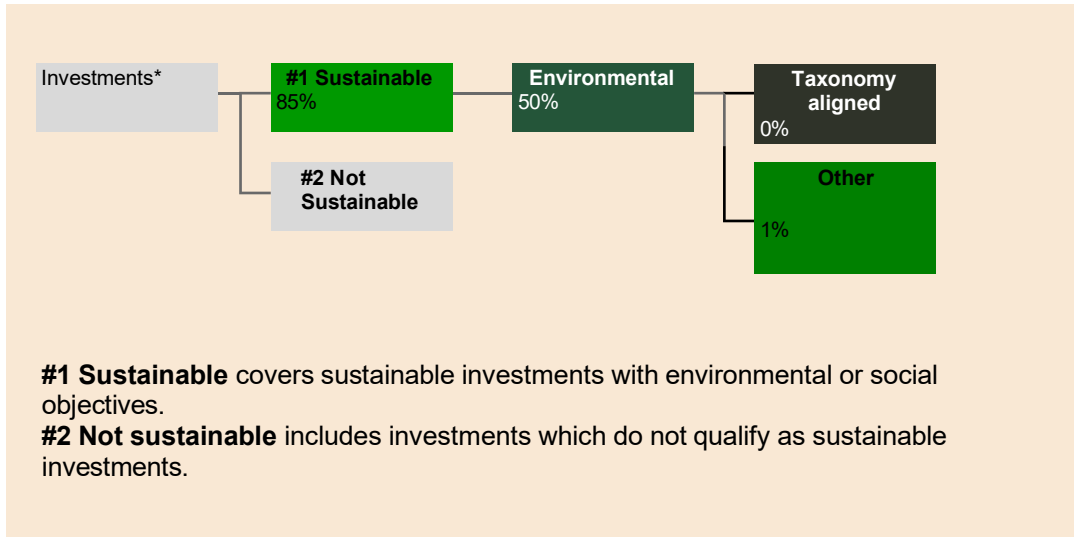 Investments*
#1 Sustainable
85%
Environmental
50%
Taxonomy
aligned
0%
#2 Not
Sustainable
Other
1%
#1 Sustainable covers sustainable investments with environmental or social
objectives.
#2 Not sustainable includes investments which do not qualify as sustainable
investments.